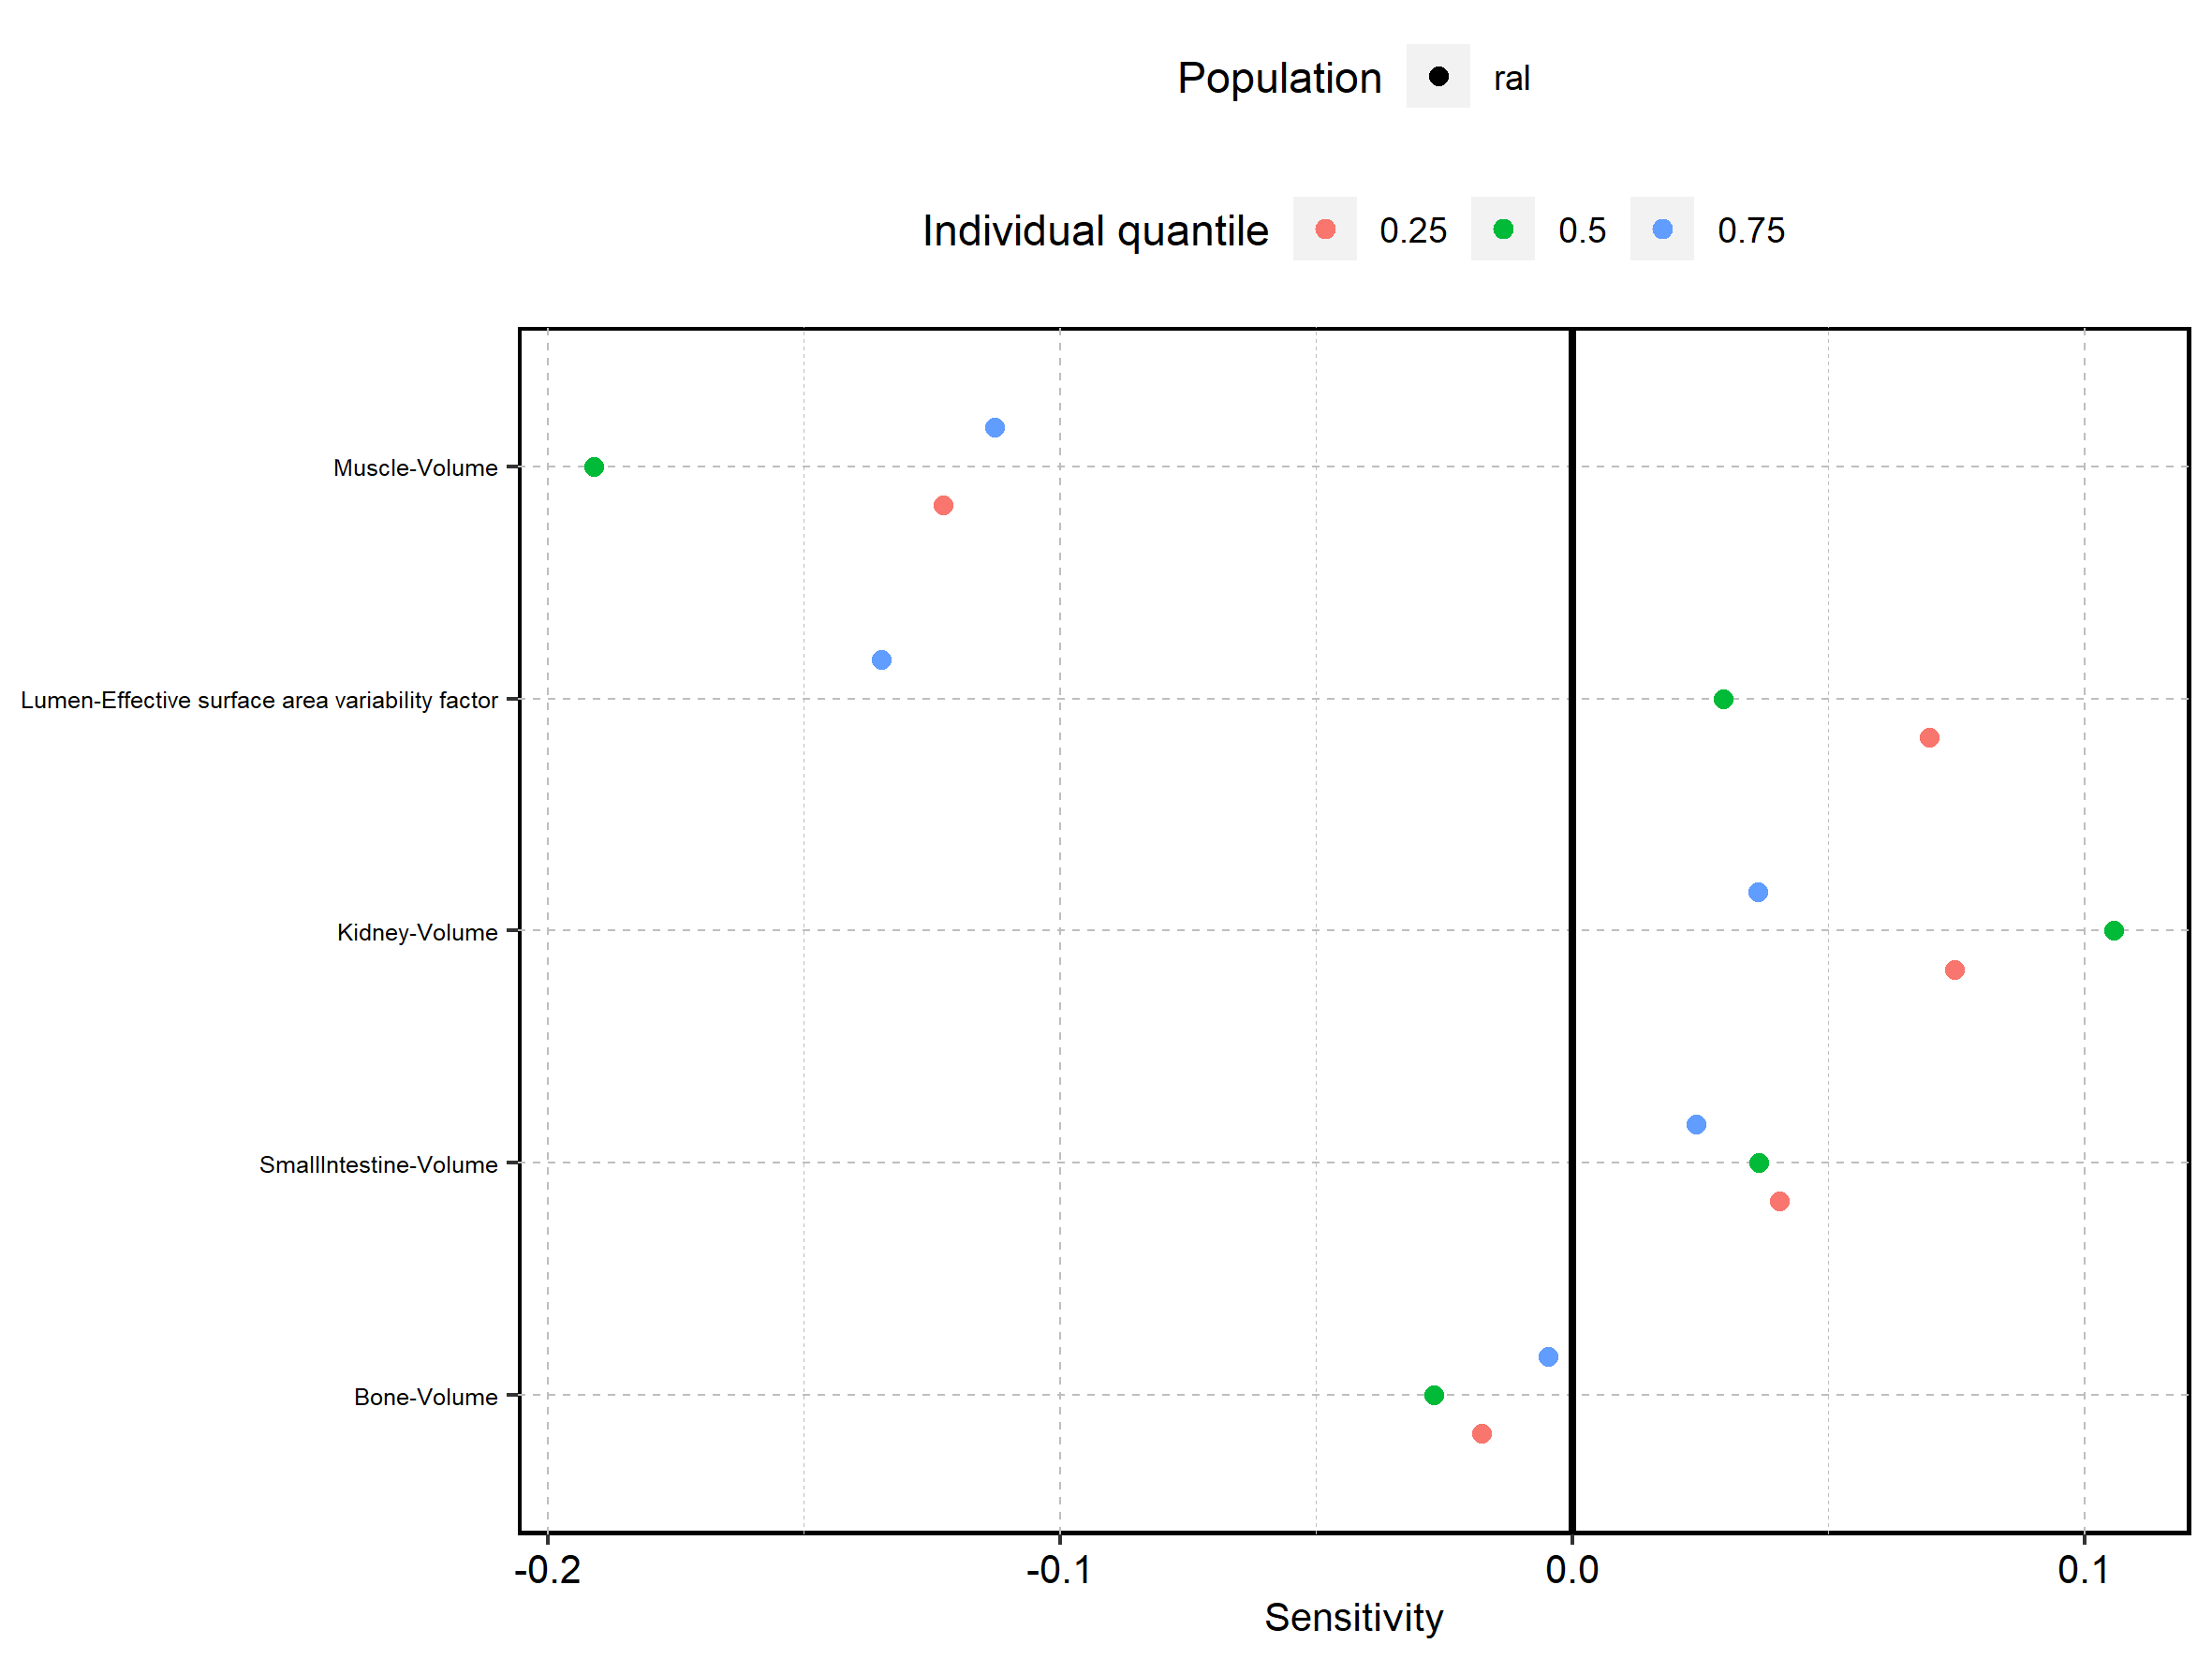 Population ral
Individual quantile 0.25 0.5 0.75
Muscle-Volume
Lumen-Effective surface area variability factor
Kidney-Volume
SmallIntestine-Volume
Bone-Volume
-0.2 -0.1 0.0 0.1
Sensitivity